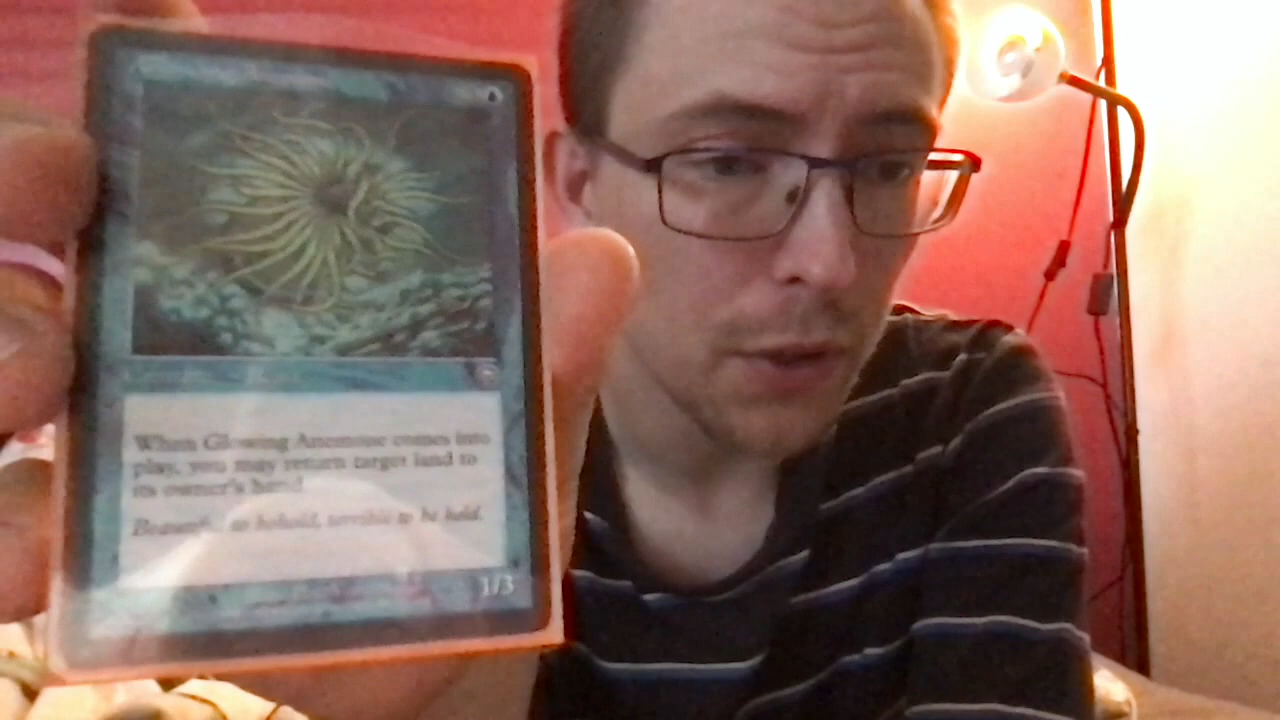 When Glowing Anemone comes into
play, you may return target land to
its owner's hand
Beautiful to behold, terrible to be held.
1/3